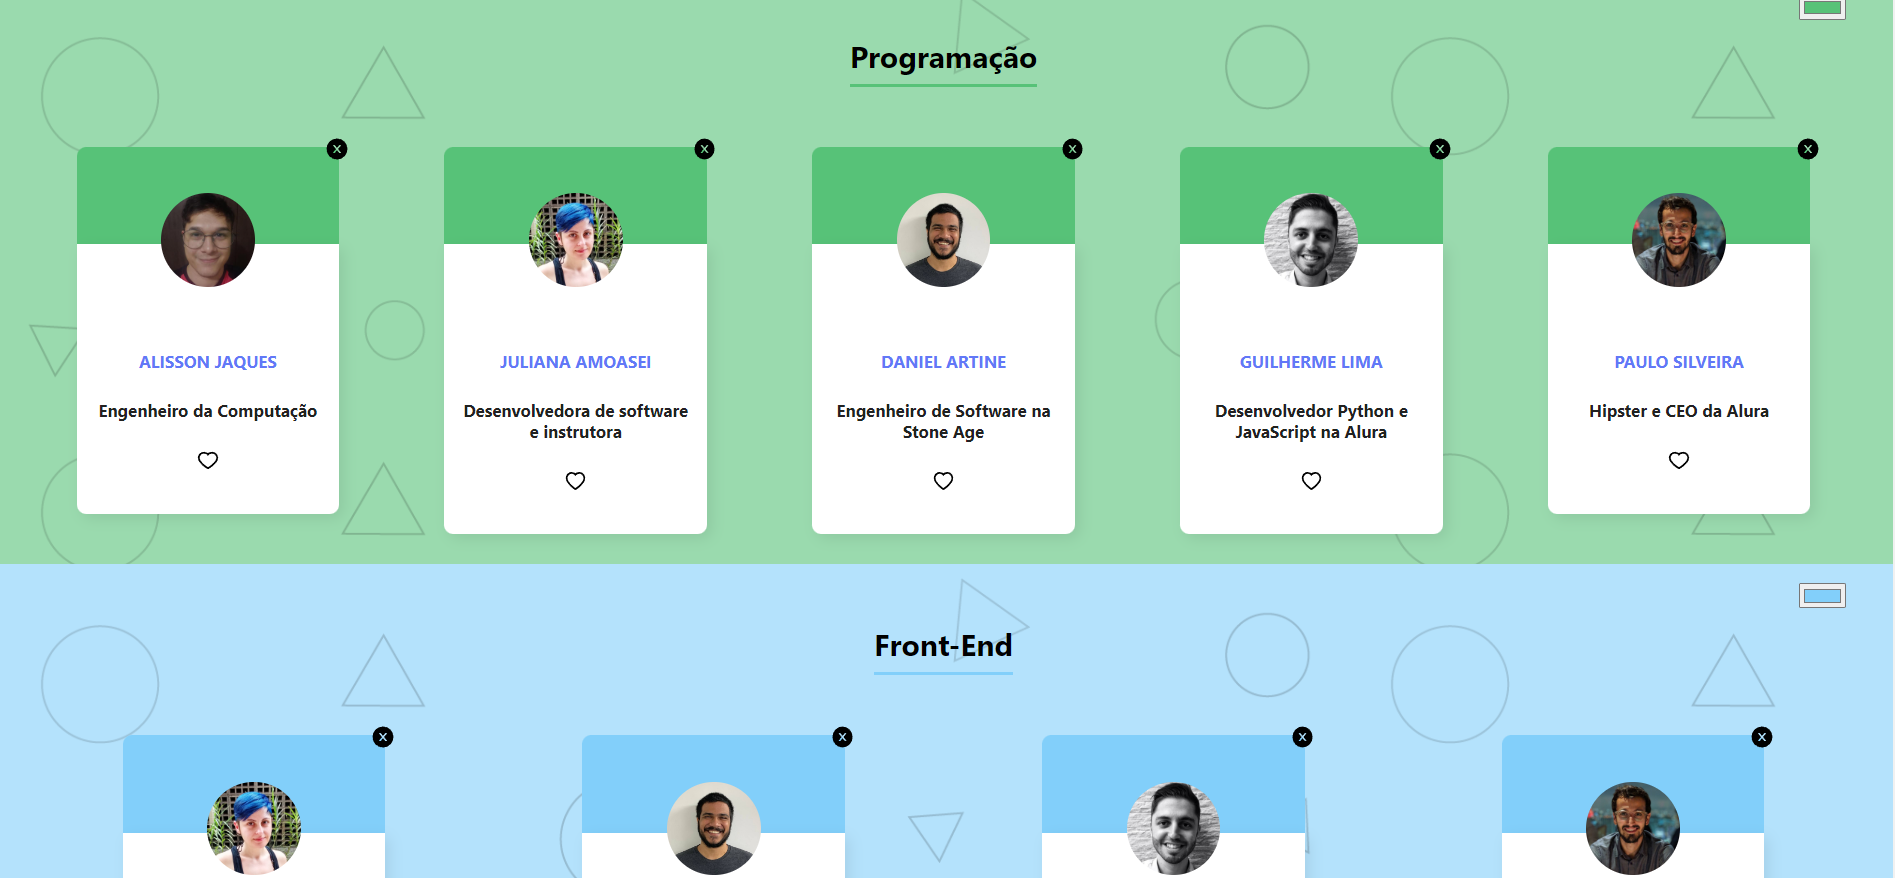 Programação
x
x
x
x
x
ALISSON JAQUES
Engenheiro da Computação
JULIANA AMOASEI
Desenvolvedora de software
e instrutora
DANIEL ARTINE
Engenheiro de Software na
Stone Age
GUILHERME LIMA
Desenvolvedor Python e
JavaScript na Alura
PAULO SILVEIRA
Hipster e CEO da Alura
Front-End
x
x
x
x